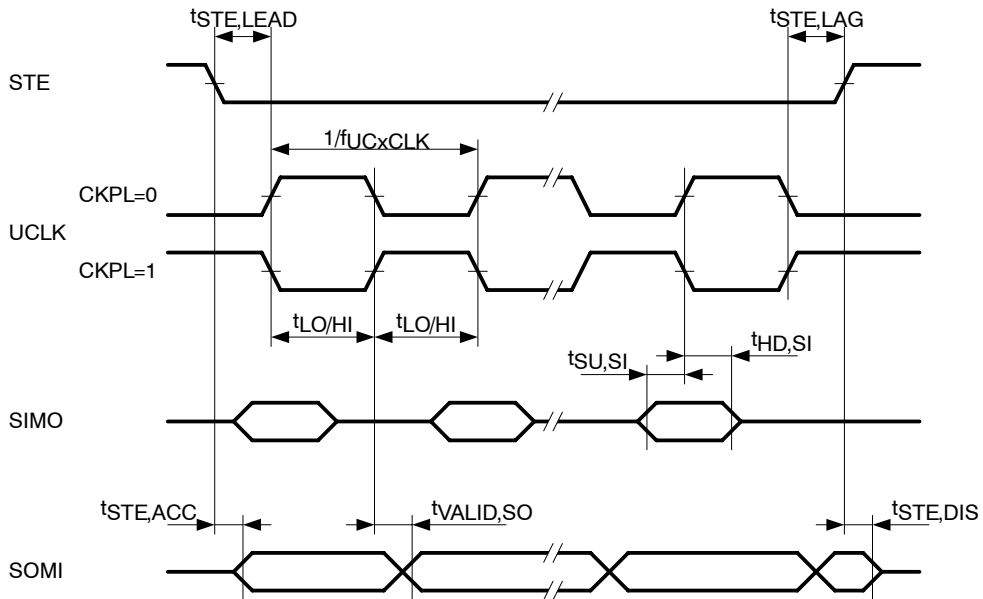 tSTE,LEAD
tSTE,LAG
STE
1/fUCxCLK
CKPL=0
UCLK
CKPL=1
tLO/HI
tLO/HI
tHD,SI
tSU,SI
SIMO
tSTE,ACC
tVALID,SO
tSTE,DIS
SOMI